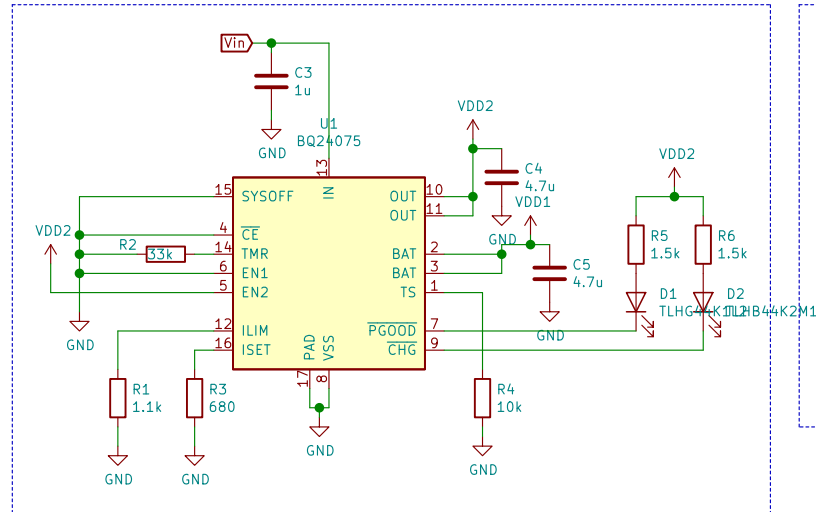 Vin
C3
1u
GND
U1
BQ24075
VDD2
C4
4.7u
GND
VDD1
C5
4.7u
GND
VDD2
R5
1.5k
R6
1.5k
D1
TLHG44K1L2
D2
TLHB44K2M1
13
IN
15 SYSOFF
4 CE
14 TMR
6 EN1
5 EN2
12 ILIM
16 ISET
OUT 10
OUT 11
BAT 2
BAT 3
TS 1
PGOOD 7
CHG 9
PAD
17
VSS
8
VDD2
R2
33k
GND
R1
1.1k
GND
R3
680
GND
GND
R4
10k
GND